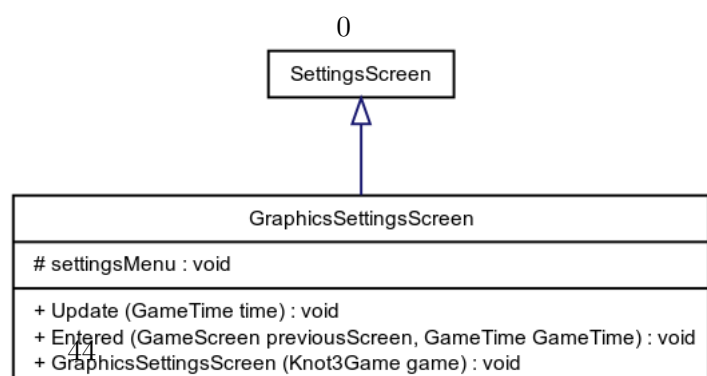 0
SettingsScreen
GraphicsSettingsScreen
# settingsMenu : void
+ Update (GameTime time) : void
+ Entered (GameScreen previousScreen, GameTime GameTime) : void
44
+ GraphicsSettingsScreen (Knot3Game game) : void